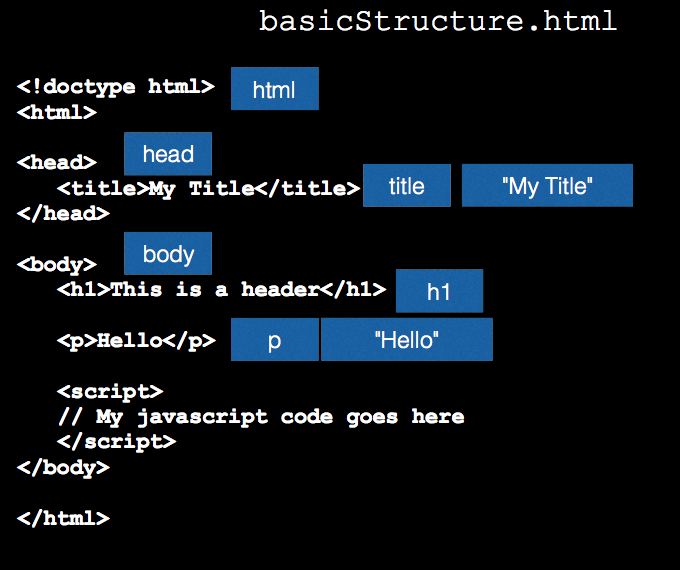 basicStructure.html
<!doctype html> html
<html>
<head> head
<title>My Title</title> title "My Title"
</head>
<body> body
<h1>This is a header</h1> h1
<p>Hello</p> p "Hello"
<script>
// My javascript code goes here
</script>
</body>
</html>